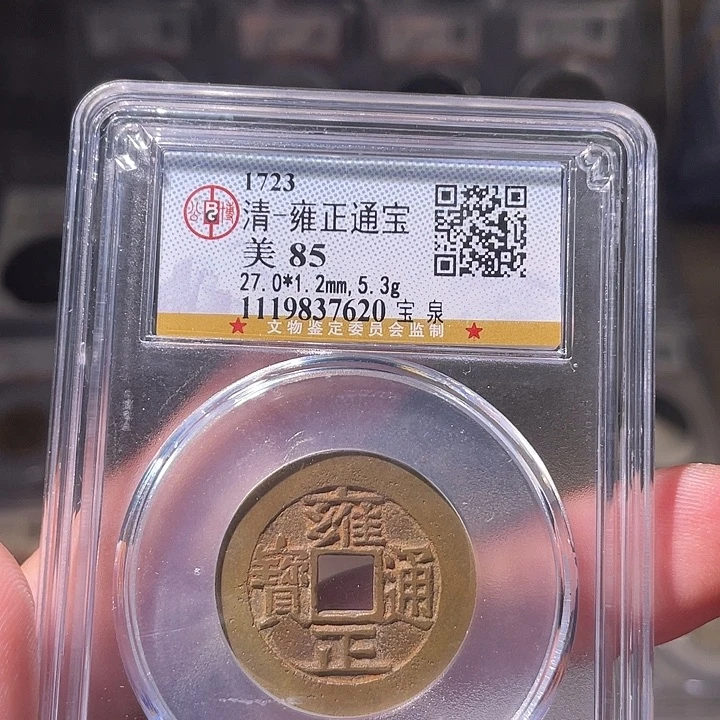 1723
清-雍正通宝
美 85
27.0*1.2mm, 5.3g
1119837620 宝 泉
文物鉴定委员会监制
雍
寶 通
正